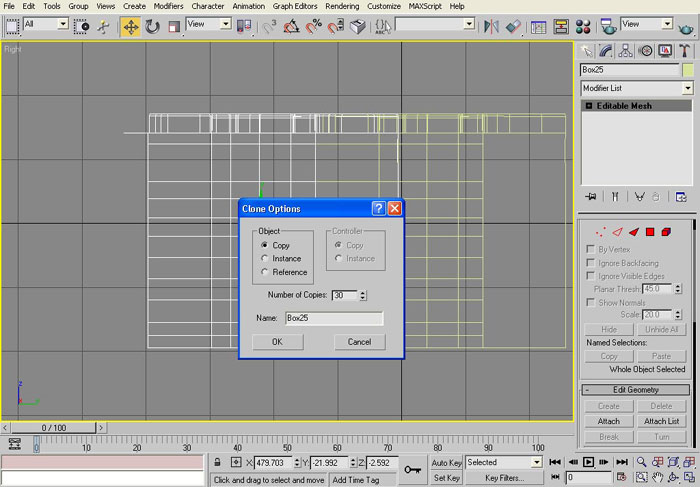 File Edit Tools Group Views Create Modifiers Character Animation Graph Editors Rendering Customize MAXScript Help
All View View
ABC
Right
Box25
Modifier List
Editable Mesh
Clone Options
Object
Copy
Instance
Reference
Controller
Copy
Instance
Number of Copies: 30
Name: Box25
OK Cancel
By Vertex
Ignore Backfacing
Ignore Visible Edges
Planar Thresh: 45.0
Show Normals
Scale: 20.0
Hide Unhide All
Named Selections:
Copy Paste
Whole Object Selected
- Edit Geometry
Create Delete
Attach Attach List
Break Turn
z
x
< 0 / 100 >
0 10 20 30 40 50 60 70 80 90 100
X: 479.703 Y: -21.992 Z: -2.592
Click and drag to select and move Add Time Tag
Auto Key Selected
Set Key Key Filters...
0